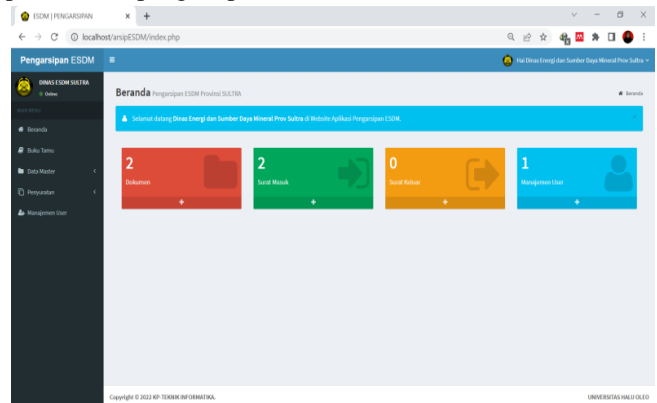 ESDM | PENGARSIPAN
localhost/arsipESDM/index.php
Pengarsipan ESDM
Hai Dinas Energi dan Sumber Daya Mineral Prov Sultra
DINAS ESDM SULTRA
Online
MAIN MENU
Beranda
Buku Tamu
Data Master
Penyuratan
Manajemen User
Beranda Pengarsipan ESDM Provinsi SULTRA
Beranda
Selamat datang Dinas Energi dan Sumber Daya Mineral Prov Sultra di Website Aplikasi Pengarsipan ESDM.
2
Dokumen
2
Surat Masuk
0
Surat Keluar
1
Manajemen User
Copyright © 2022 KP-TEKNIK INFORMATIKA.
UNIVERSITAS HALU OLEO